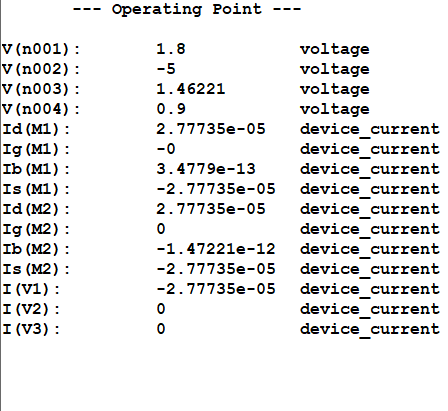 --- Operating Point ---
V(n001): 1.8 voltage
V(n002): -5 voltage
V(n003): 1.46221 voltage
V(n004): 0.9 voltage
Id(M1): 2.77735e-05 device_current
Ig(M1): -0 device_current
Ib(M1): 3.4779e-13 device_current
Is(M1): -2.77735e-05 device_current
Id(M2): 2.77735e-05 device_current
Ig(M2): 0 device_current
Ib(M2): -1.47221e-12 device_current
Is(M2): -2.77735e-05 device_current
I(V1): -2.77735e-05 device_current
I(V2): 0 device_current
I(V3): 0 device_current